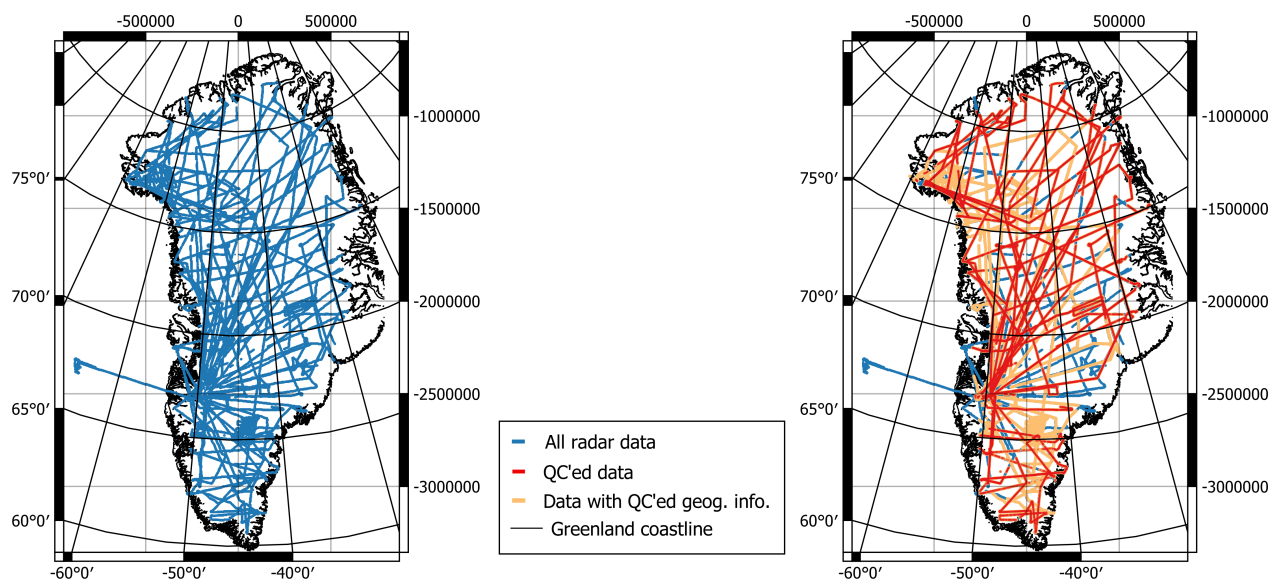 -500000 0 500000
-500000 0 500000
-1000000
-1000000
75°0′
75°0′
-1500000
-1500000
70°0′
70°0′
-2000000
-2000000
-2500000
-2500000
65°0′
65°0′
All radar data
QC'ed data
Data with QC'ed geog. info.
Greenland coastline
-3000000
-3000000
60°0′
60°0′
-60°0′ -50°0′ -40°0′
-60°0′ -50°0′ -40°0′